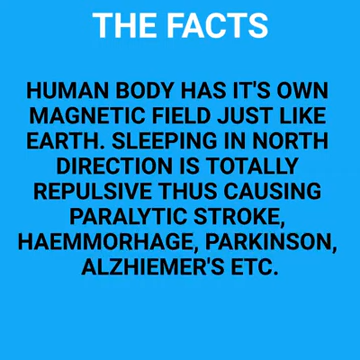 THE FACTS
HUMAN BODY HAS IT'S OWN
MAGNETIC FIELD JUST LIKE
EARTH. SLEEPING IN NORTH
DIRECTION IS TOTALLY
REPULSIVE THUS CAUSING
PARALYTIC STROKE,
HAEMMORHAGE, PARKINSON,
ALZHIEMER'S ETC.